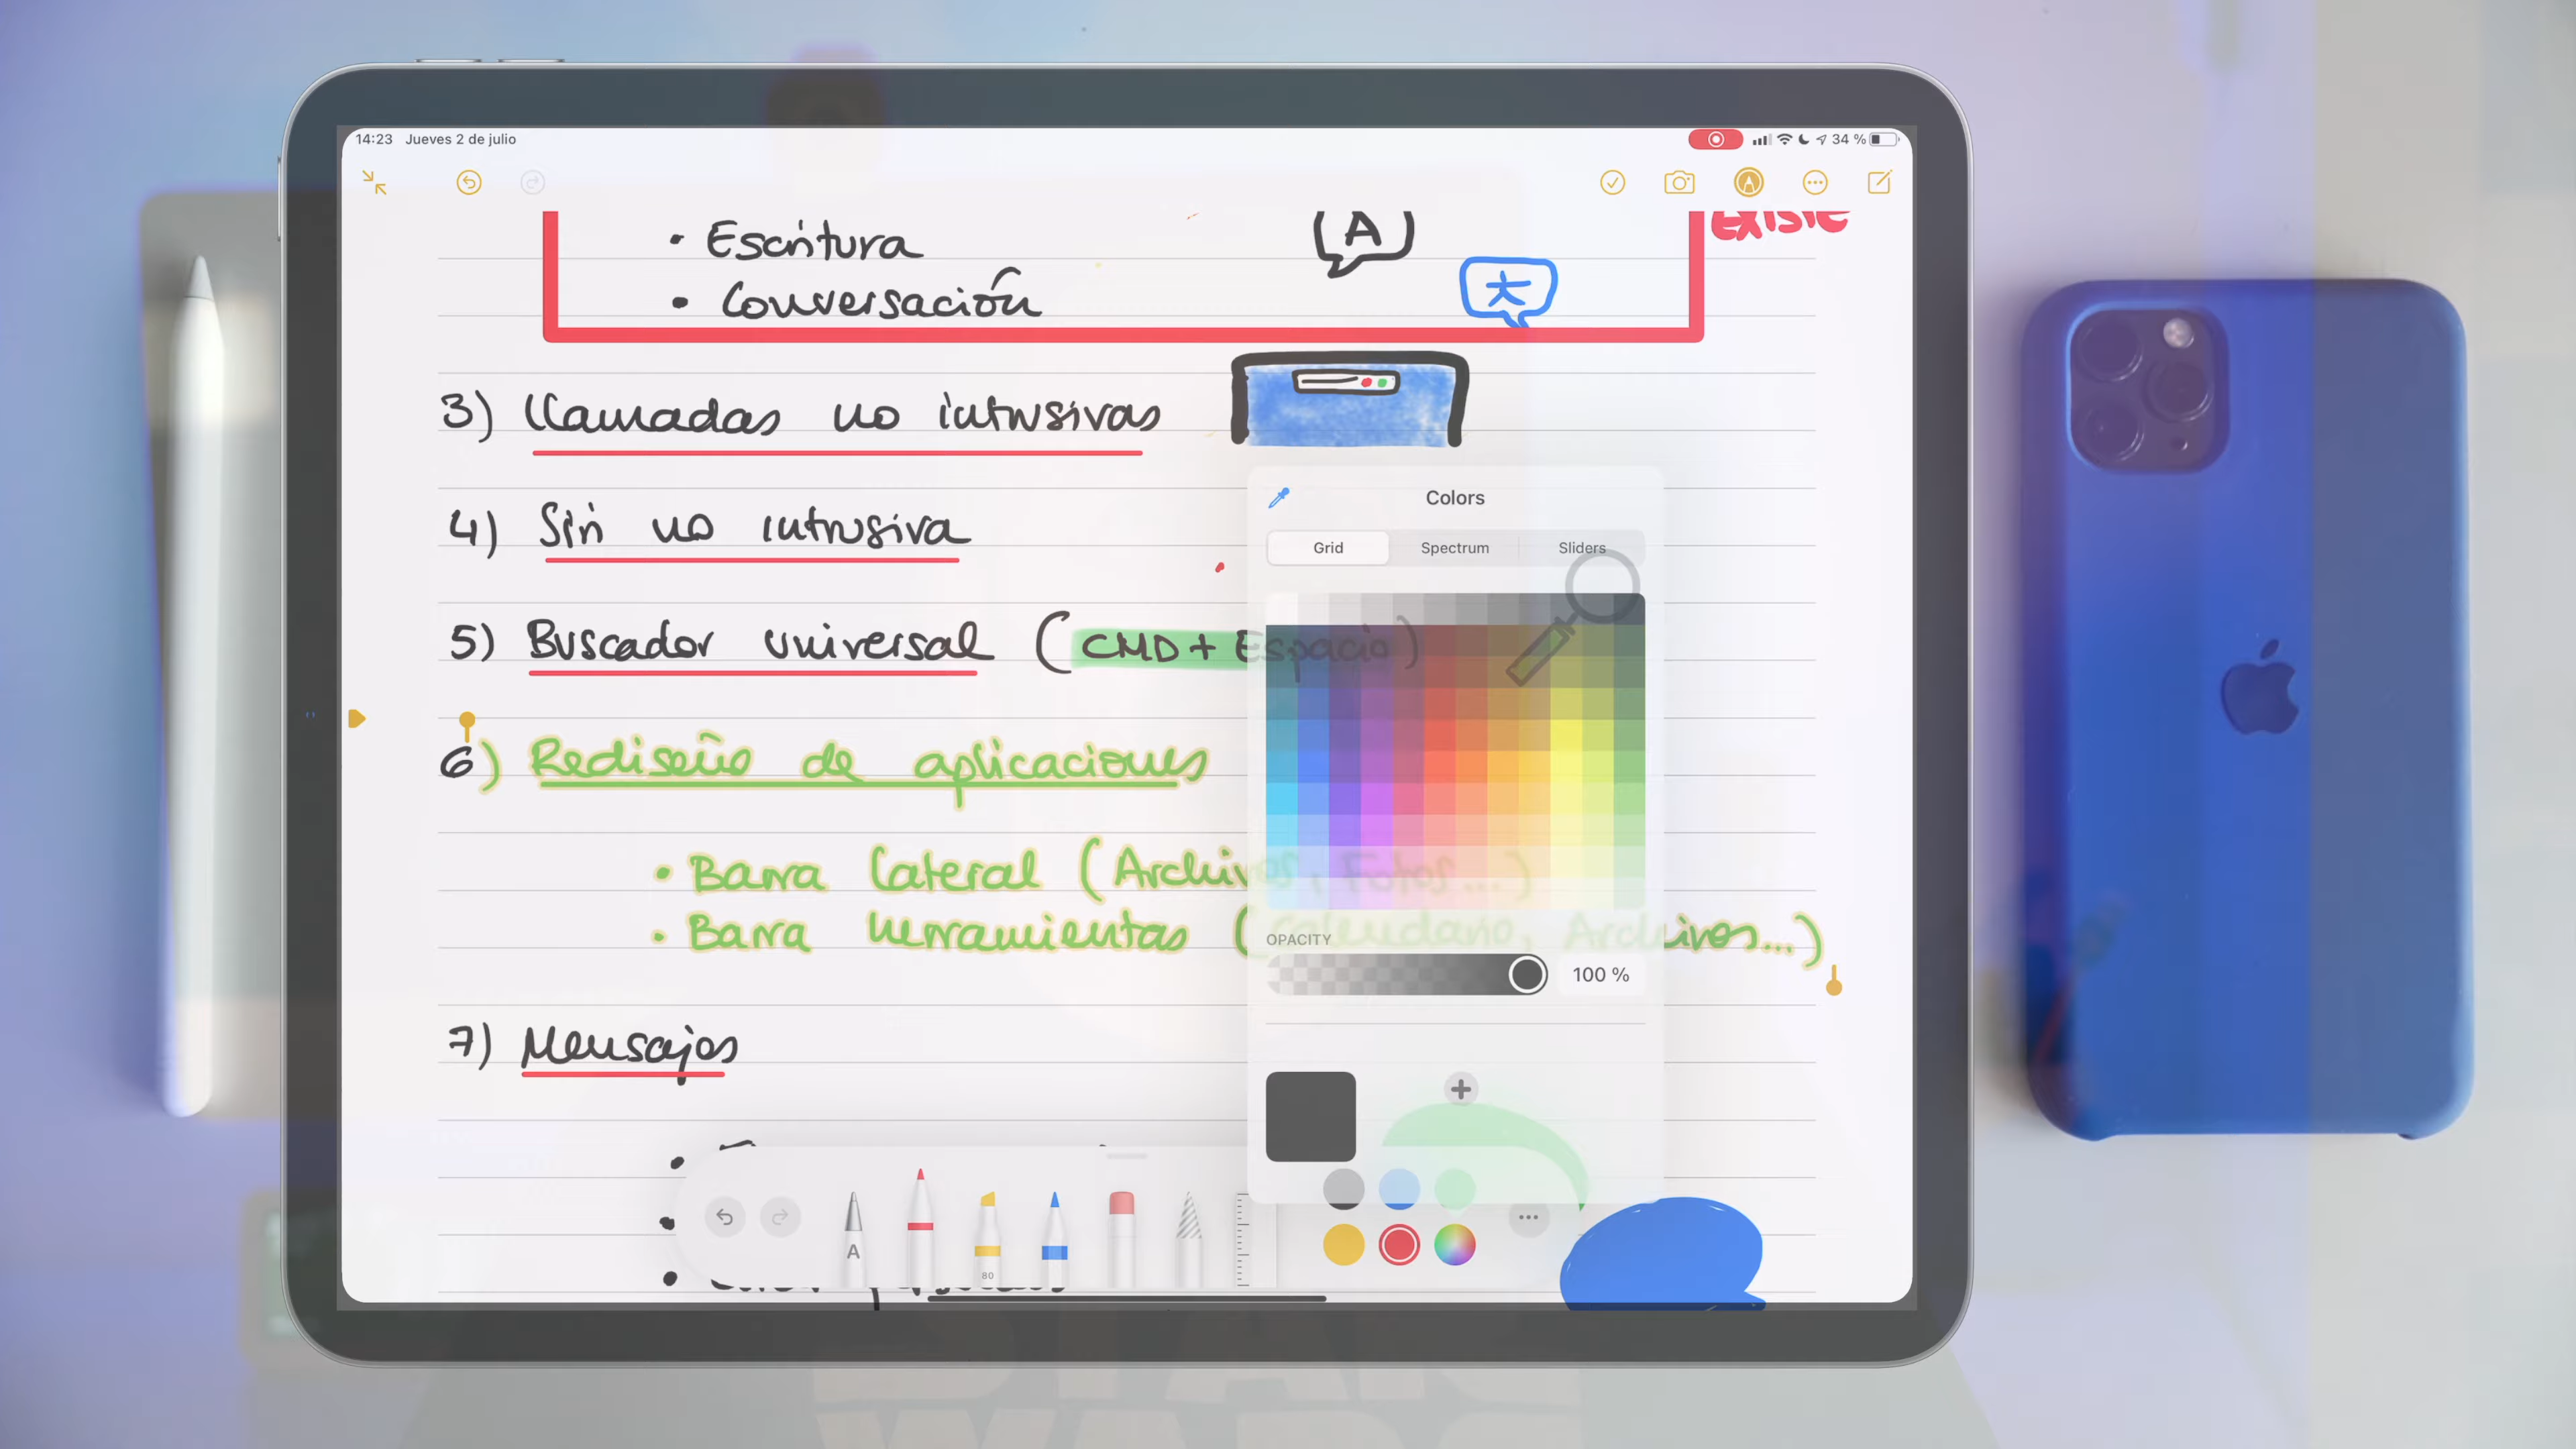 14:23 Jueves 2 de julio
34 %
existe
• Escritura
A
• Conversación
3) Llamadas no intrusivas
Colors
4) Siri no intrusiva
Grid Spectrum Sliders
5) Buscador universal (CMD + Espacio)
6) Rediseño de aplicaciones
• Barra lateral (Archivos, Fotos...)
• Barra herramientas (Calendario, Archivos...)
OPACITY
100 %
7) Mensajes
A
80